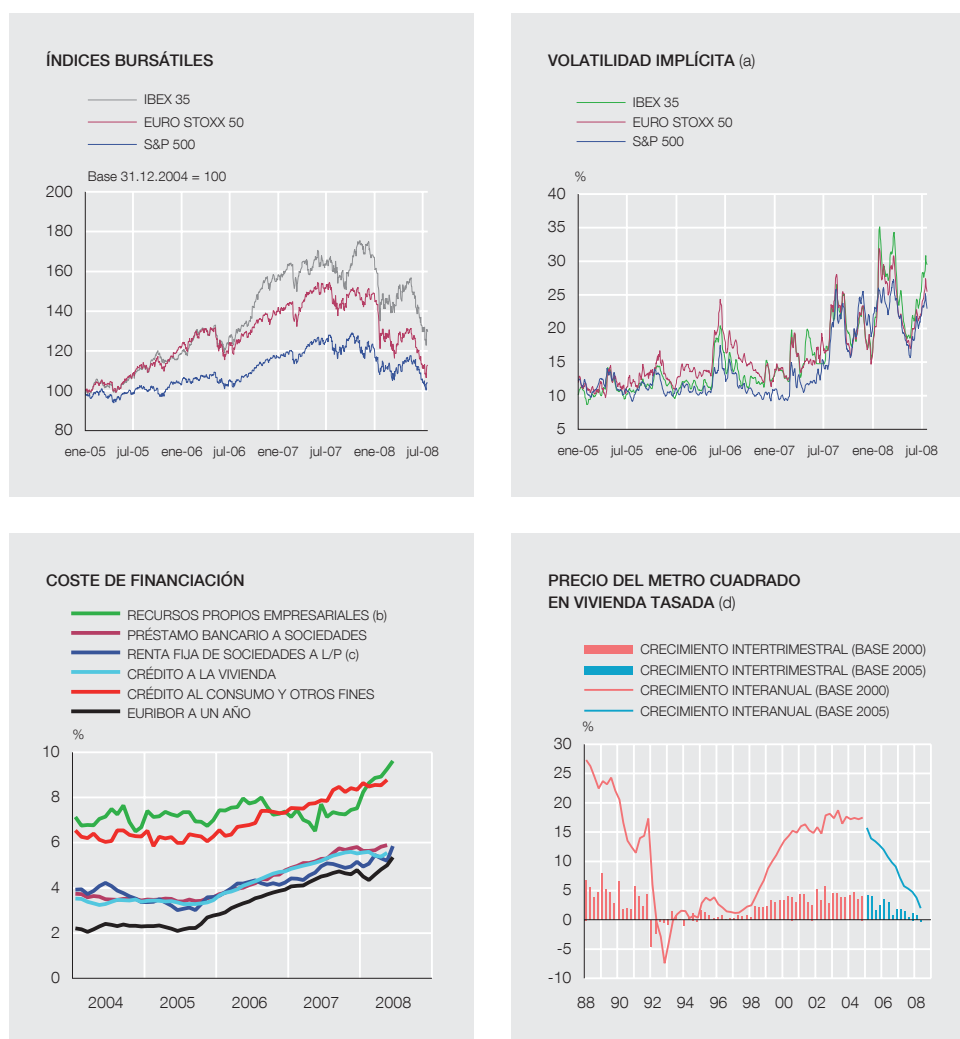 ÍNDICES BURSÁTILES
IBEX 35
EURO STOXX 50
S&P 500
Base 31.12.2004 = 100
200
180
160
140
120
100
80
ene-05 jul-05 ene-06 jul-06 ene-07 jul-07 ene-08 jul-08
VOLATILIDAD IMPLÍCITA (a)
IBEX 35
EURO STOXX 50
S&P 500
%
40
35
30
25
20
15
10
5
ene-05 jul-05 ene-06 jul-06 ene-07 jul-07 ene-08 jul-08
COSTE DE FINANCIACIÓN
RECURSOS PROPIOS EMPRESARIALES (b)
PRÉSTAMO BANCARIO A SOCIEDADES
RENTA FIJA DE SOCIEDADES A L/P (c)
CRÉDITO A LA VIVIENDA
CRÉDITO AL CONSUMO Y OTROS FINES
EURIBOR A UN AÑO
%
10
8
6
4
2
0
2004 2005 2006 2007 2008
PRECIO DEL METRO CUADRADO
EN VIVIENDA TASADA (d)
CRECIMIENTO INTERTRIMESTRAL (BASE 2000)
CRECIMIENTO INTERTRIMESTRAL (BASE 2005)
CRECIMIENTO INTERANUAL (BASE 2000)
CRECIMIENTO INTERANUAL (BASE 2005)
%
30
25
20
15
10
5
0
-5
-10
88 90 92 94 96 98 00 02 04 06 08